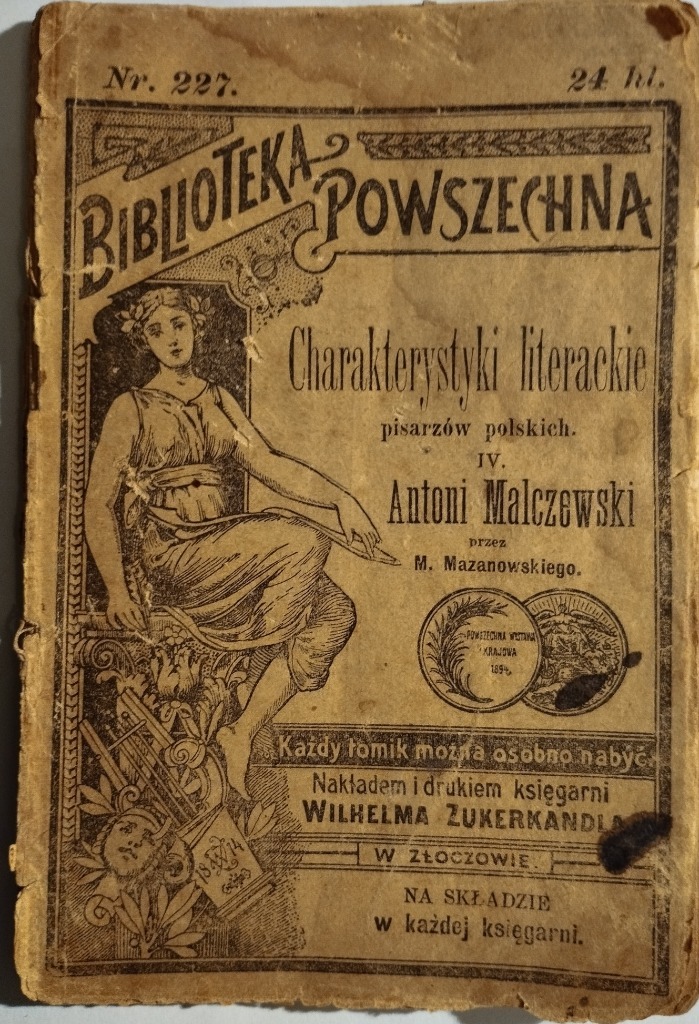 Nr. 227.
24 hl.
BIBLIOTEKA
POWSZECHNA
Charakterystyki literackie
pisarzów polskich.
IV.
Antoni Malczewski
przez
M. Mazanowskiego.
POWSZECHNA WYSTAWA
KRAJOWA
1894.
Każdy tomik można osobno nabyć.
Nakładem i drukiem księgarni
WILHELMA ZUKERKANDLA
W ZŁOCZOWIE.
NA SKŁADZIE
w każdej księgarni.